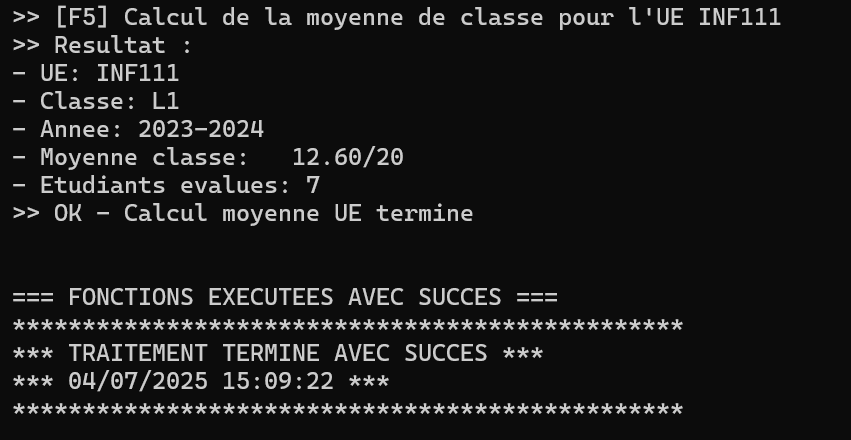 >> [F5] Calcul de la moyenne de classe pour l'UE INF111
>> Resultat :
- UE: INF111
- Classe: L1
- Annee: 2023-2024
- Moyenne classe:   12.60/20
- Etudiants evalues: 7
>> OK - Calcul moyenne UE termine
=== FONCTIONS EXECUTEES AVEC SUCCES ===
************************************************
*** TRAITEMENT TERMINE AVEC SUCCES ***
*** 04/07/2025 15:09:22 ***
************************************************